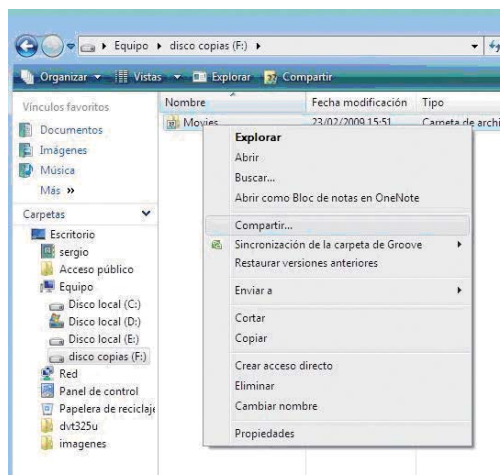 Equipo ▸ disco copias (F:) ▸
Organizar Vistas Explorar Compartir
Vínculos favoritos
Documentos
Imágenes
Música
Más »
Carpetas
Escritorio
sergio
Acceso público
Equipo
Disco local (C:)
Disco local (D:)
Disco local (E:)
disco copias (F:)
Red
Panel de control
Papelera de reciclaje
dvt325u
imagenes
Nombre Fecha modificación Tipo
Movies 23/02/2009 15:51 Carpeta de archi
Explorar
Abrir
Buscar...
Abrir como Bloc de notas en OneNote
Compartir...
Sincronización de la carpeta de Groove
Restaurar versiones anteriores
Enviar a
Cortar
Copiar
Crear acceso directo
Eliminar
Cambiar nombre
Propiedades